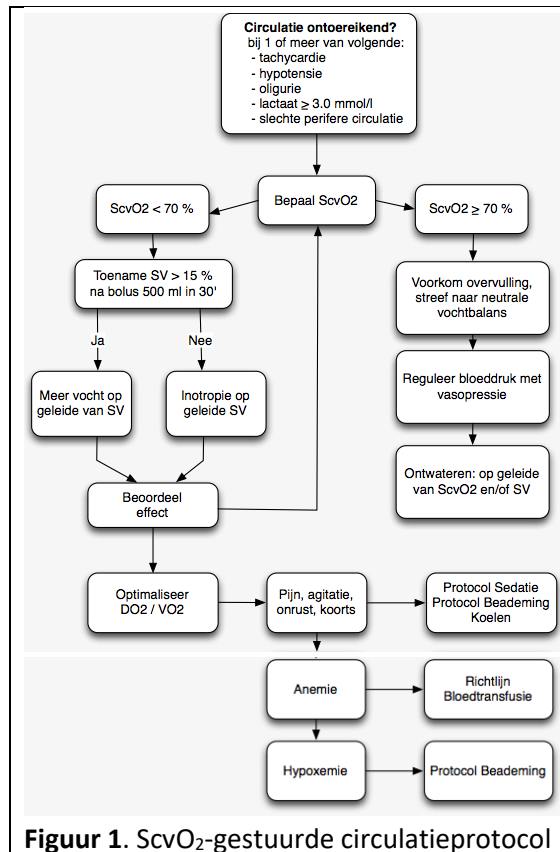 Circulatie ontoereikend?
bij 1 of meer van volgende:
- tachycardie
- hypotensie
- oligurie
- lactaat ≥ 3.0 mmol/l
- slechte perifere circulatie
ScvO2 < 70 %
Bepaal ScvO2
ScvO2 ≥ 70 %
Toename SV > 15 %
na bolus 500 ml in 30'
Voorkom overvulling,
streef naar neutrale
vochtbalans
Ja
Nee
Meer vocht op
geleide van SV
Inotropie op
geleide SV
Reguleer bloeddruk met
vasopressie
Beoordeel
effect
Ontwateren: op geleide
van ScvO2 en/of SV
Optimaliseer
DO2 / VO2
Pijn, agitatie,
onrust, koorts
Protocol Sedatie
Protocol Beademing
Koelen
Anemie
Richtlijn
Bloedtransfusie
Hypoxemie
Protocol Beademing
Figuur 1. ScvO₂-gestuurde circulatieprotocol